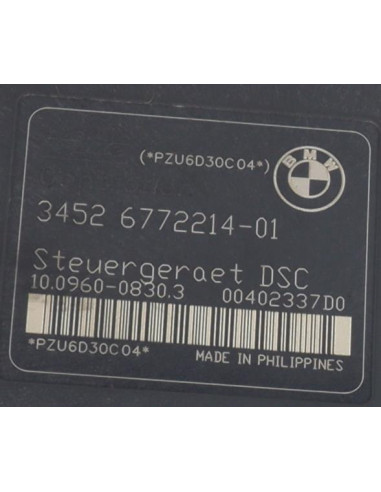 (*PZU6D30C04*)
BMW
3452 6772214-01
Steuergeraet DSC
10.0960-0830.3 00402337D0
*PZU6D30C04*
MADE IN PHILIPPINES